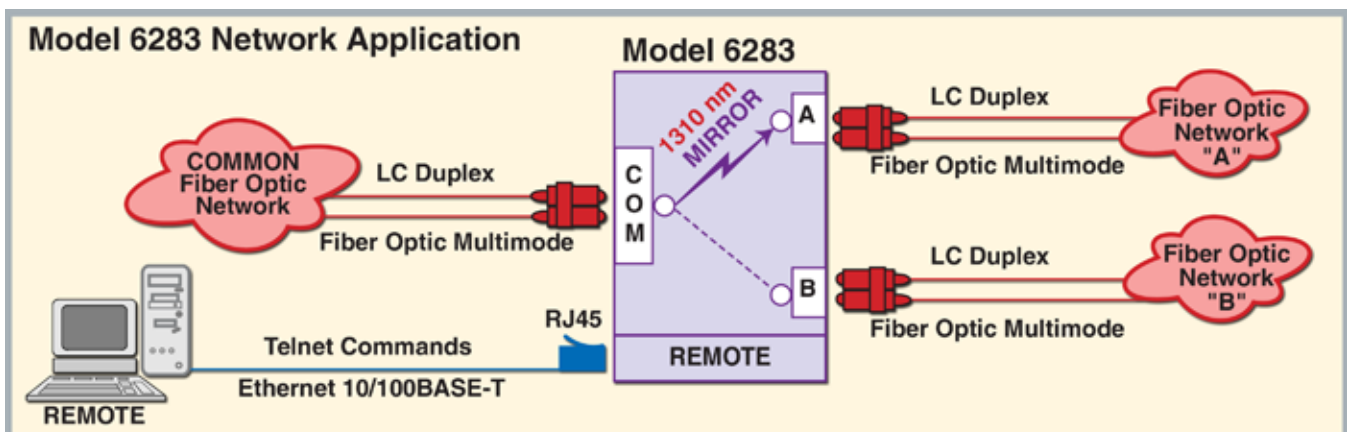 Model 6283 Network Application
Model 6283
COMMON
Fiber Optic
Network
LC Duplex
Fiber Optic Multimode
COM
1310 nm
MIRROR
A
B
LC Duplex
Fiber Optic Multimode
Fiber Optic
Network
"A"
LC Duplex
Fiber Optic Multimode
Fiber Optic
Network
"B"
RJ45
Telnet Commands
Ethernet 10/100BASE-T
REMOTE
REMOTE